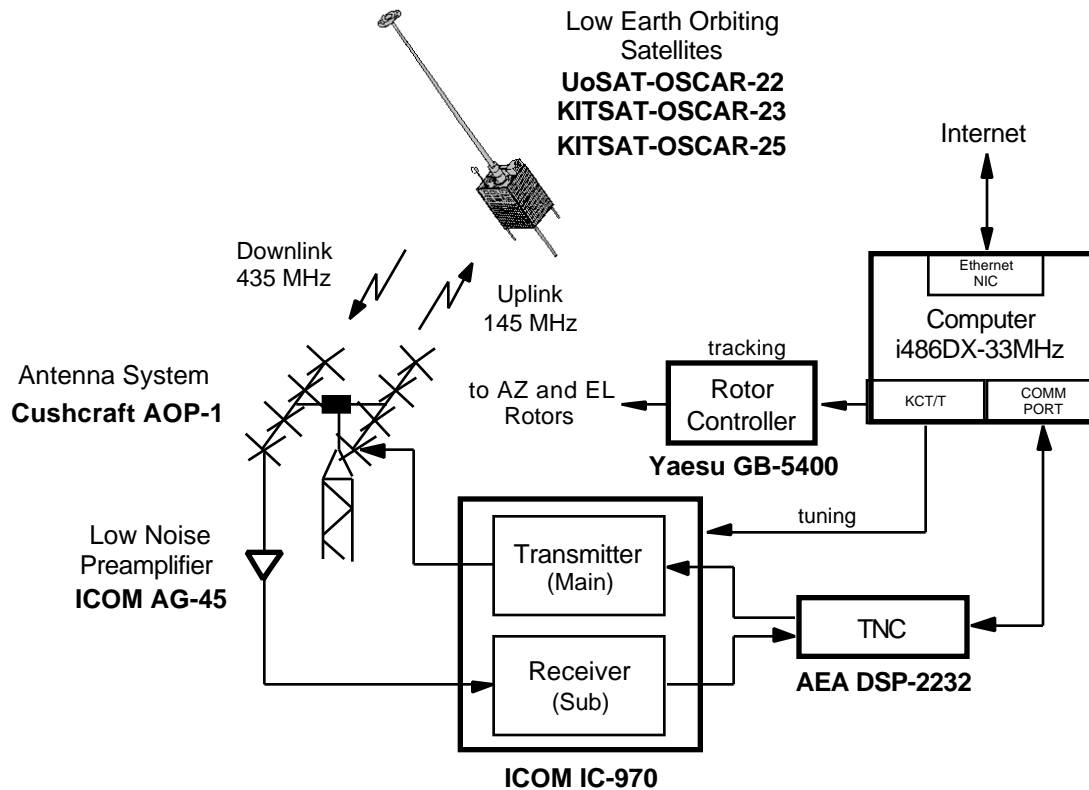 Low Earth Orbiting
Satellites
UoSAT-OSCAR-22
KITSAT-OSCAR-23
KITSAT-OSCAR-25
Internet
Downlink
435 MHz
Uplink
145 MHz
Ethernet
NIC
Computer
i486DX-33MHz
KCT/T
COMM
PORT
tracking
Rotor
Controller
Yaesu GB-5400
to AZ and EL
Rotors
Antenna System
Cushcraft AOP-1
tuning
Low Noise
Preamplifier
ICOM AG-45
Transmitter
(Main)
Receiver
(Sub)
ICOM IC-970
TNC
AEA DSP-2232